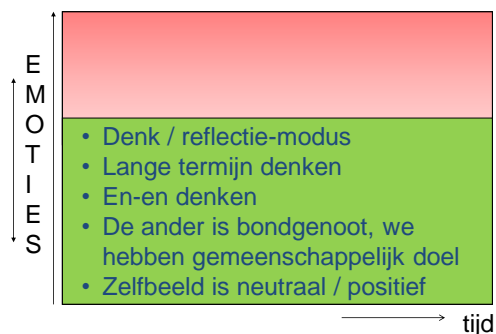 EMOTIES
• Denk / reflectie-modus
• Lange termijn denken
• En-en denken
• De ander is bondgenoot, we
hebben gemeenschappelijk doel
• Zelfbeeld is neutraal / positief
tijd